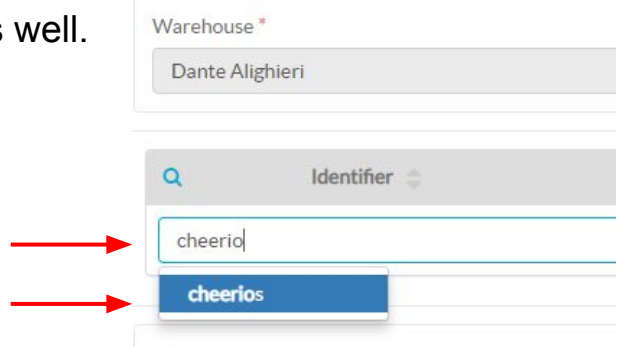 s well.
Warehouse *
Dante Alighieri
Identifier
cheerio
cheerios